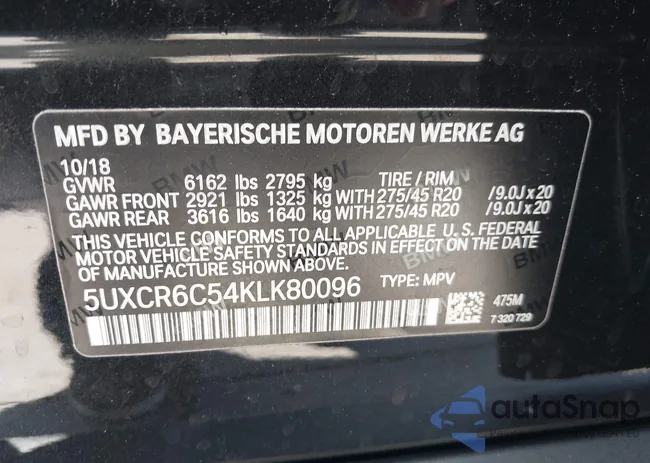 MFD BY BAYERISCHE MOTOREN WERKE AG
10/18
GVWR 6162 lbs 2795 kg TIRE / RIM
GAWR FRONT 2921 lbs 1325 kg WITH 275/45 R20 /9.0J x 20
GAWR REAR 3616 lbs 1640 kg WITH 275/45 R20 /9.0J x 20
THIS VEHICLE CONFORMS TO ALL APPLICABLE U. S. FEDERAL
MOTOR VEHICLE SAFETY STANDARDS IN EFFECT ON THE DATE
OF MANUFACTURE SHOWN ABOVE.
5UXCR6C54KLK80096 TYPE: MPV
475M
7 320 729
autoSnap